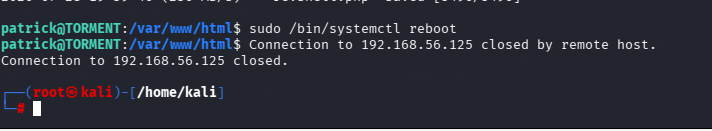 patrick@TORMENT:/var/www/html$ sudo /bin/systemctl reboot
patrick@TORMENT:/var/www/html$ Connection to 192.168.56.125 closed by remote host.
Connection to 192.168.56.125 closed.
┌──(root㉿kali)-[/home/kali]
└─#